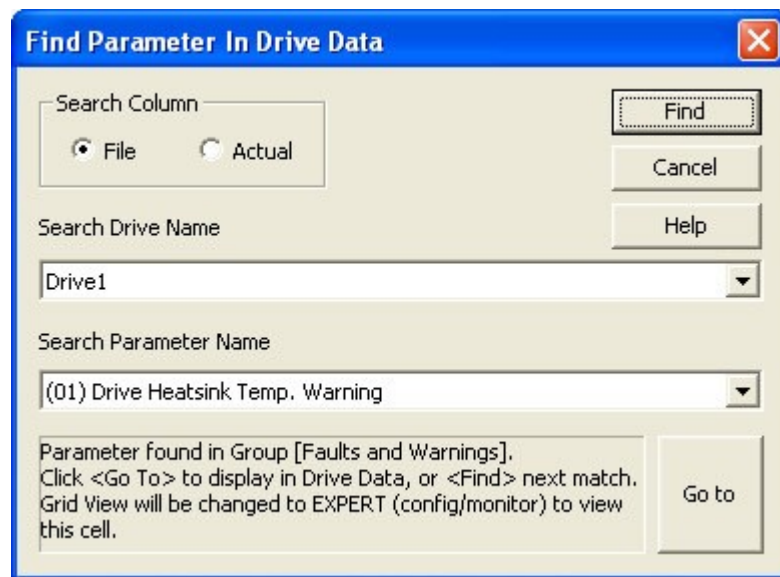 Find Parameter In Drive Data
Search Column
File
Actual
Find
Cancel
Help
Search Drive Name
Drive1
Search Parameter Name
(01) Drive Heatsink Temp. Warning
Parameter found in Group [Faults and Warnings].
Click <Go To> to display in Drive Data, or <Find> next match.
Grid View will be changed to EXPERT (config/monitor) to view
this cell.
Go to